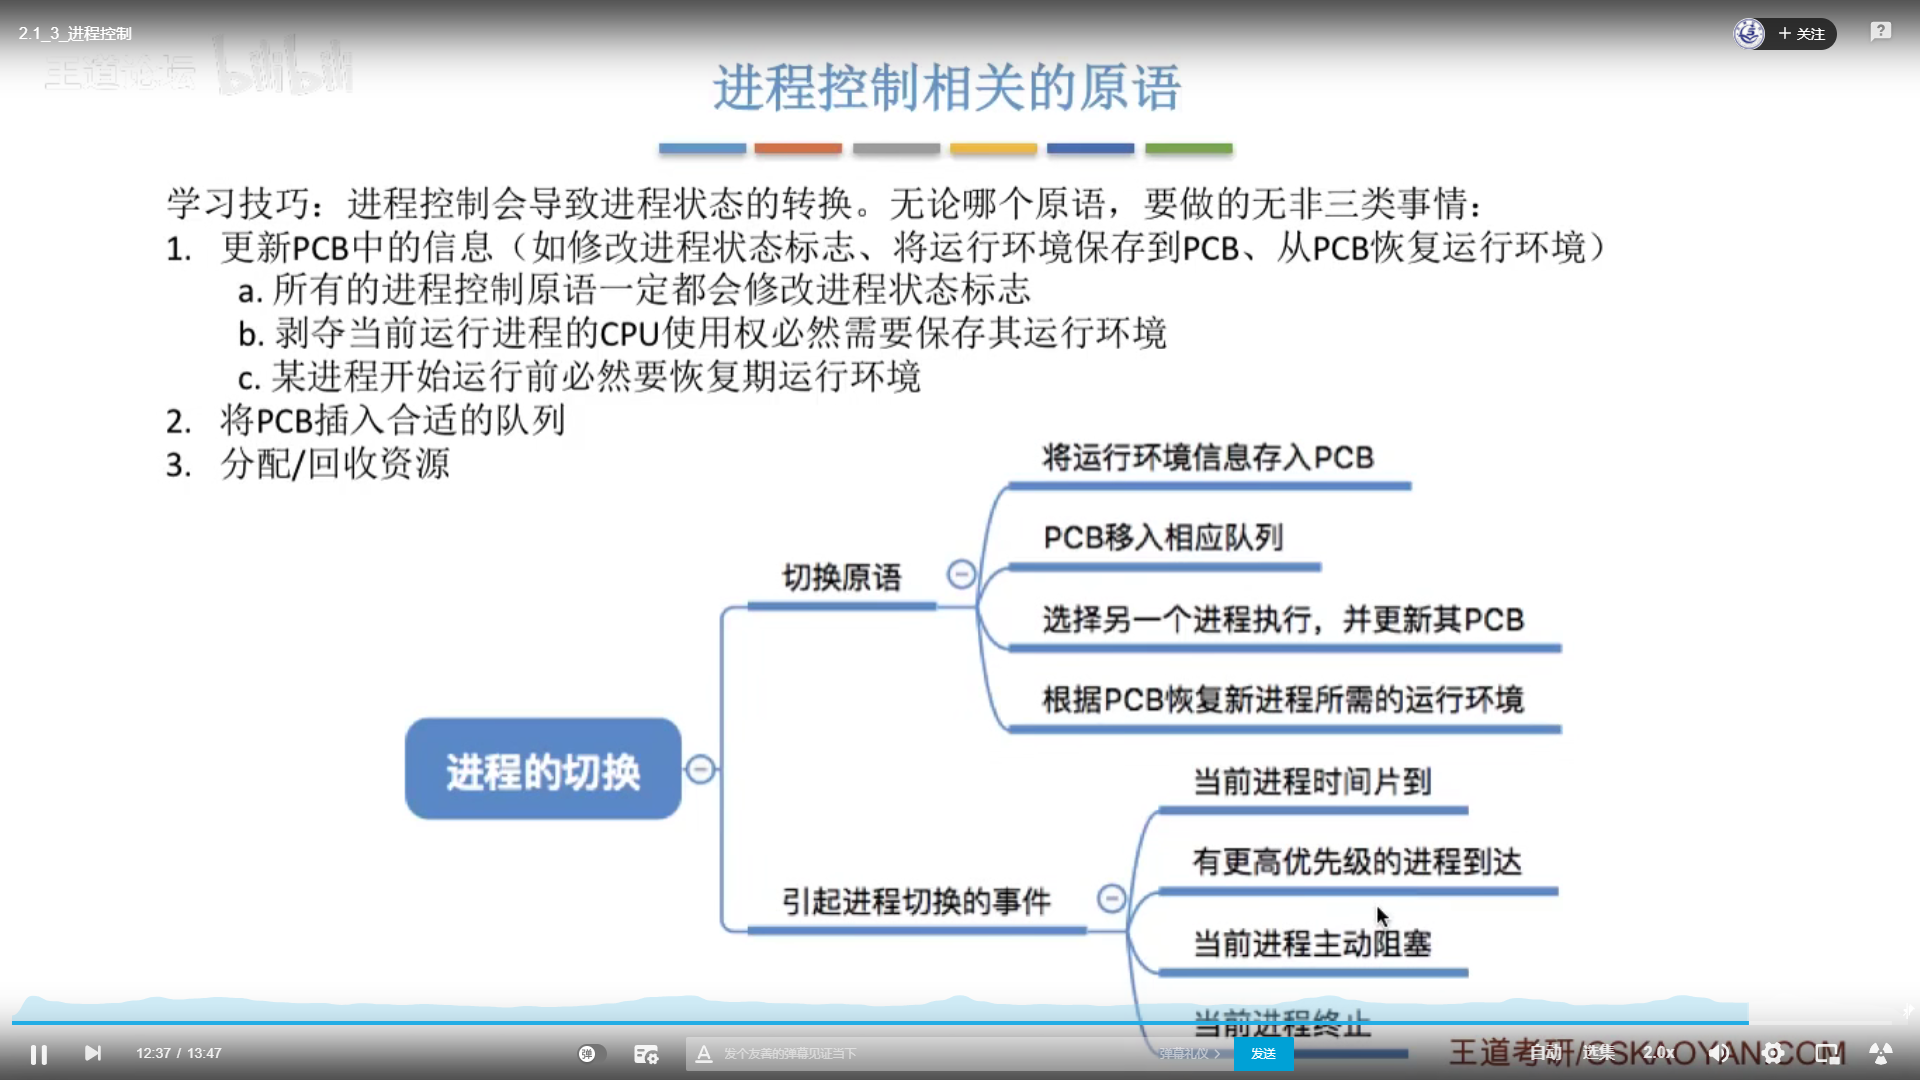 2.1_3_进程控制
+ 关注
王道论坛 bilibili
进程控制相关的原语
学习技巧：进程控制会导致进程状态的转换。无论哪个原语，要做的无非三类事情：
1. 更新PCB中的信息（如修改进程状态标志、将运行环境保存到PCB、从PCB恢复运行环境）
a. 所有的进程控制原语一定都会修改进程状态标志
b. 剥夺当前运行进程的CPU使用权必然需要保存其运行环境
c. 某进程开始运行前必然要恢复期运行环境
2. 将PCB插入合适的队列
3. 分配/回收资源
将运行环境信息存入PCB
PCB移入相应队列
切换原语
选择另一个进程执行，并更新其PCB
根据PCB恢复新进程所需的运行环境
进程的切换
当前进程时间片到
有更高优先级的进程到达
引起进程切换的事件
当前进程主动阻塞
当前进程终止
12:37 / 13:47
弹
A 发个友善的弹幕见证当下
弹幕礼仪 >
发送
王道考研/CSKAOYAN.COM
自动
选集
2.0x